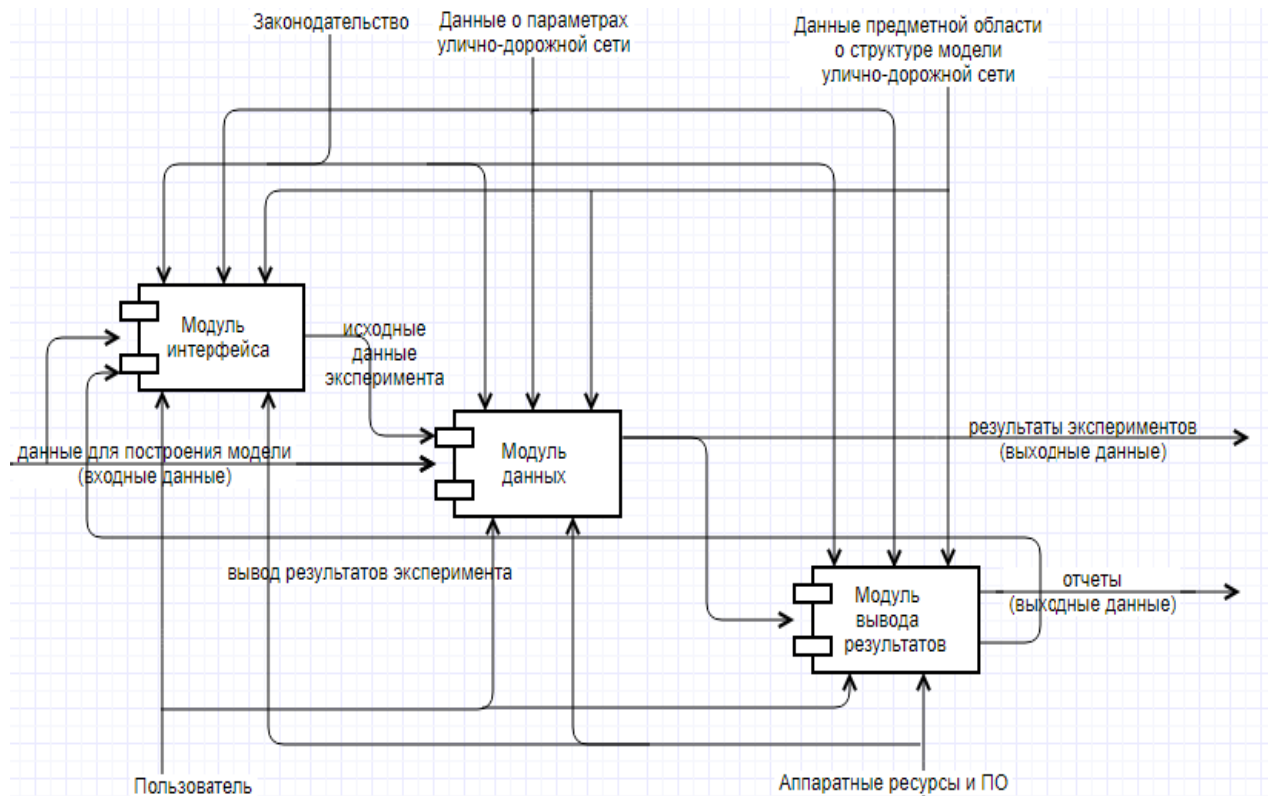 Законодательство
Данные о параметрах
улично-дорожной сети
Данные предметной области
о структуре модели
улично-дорожной сети
Модуль
интерфейса
исходные
данные
эксперимента
данные для построения модели
(входные данные)
Модуль
данных
результаты экспериментов
(выходные данные)
вывод результатов эксперимента
Модуль
вывода
результатов
отчеты
(выходные данные)
Пользователь
Аппаратные ресурсы и ПО